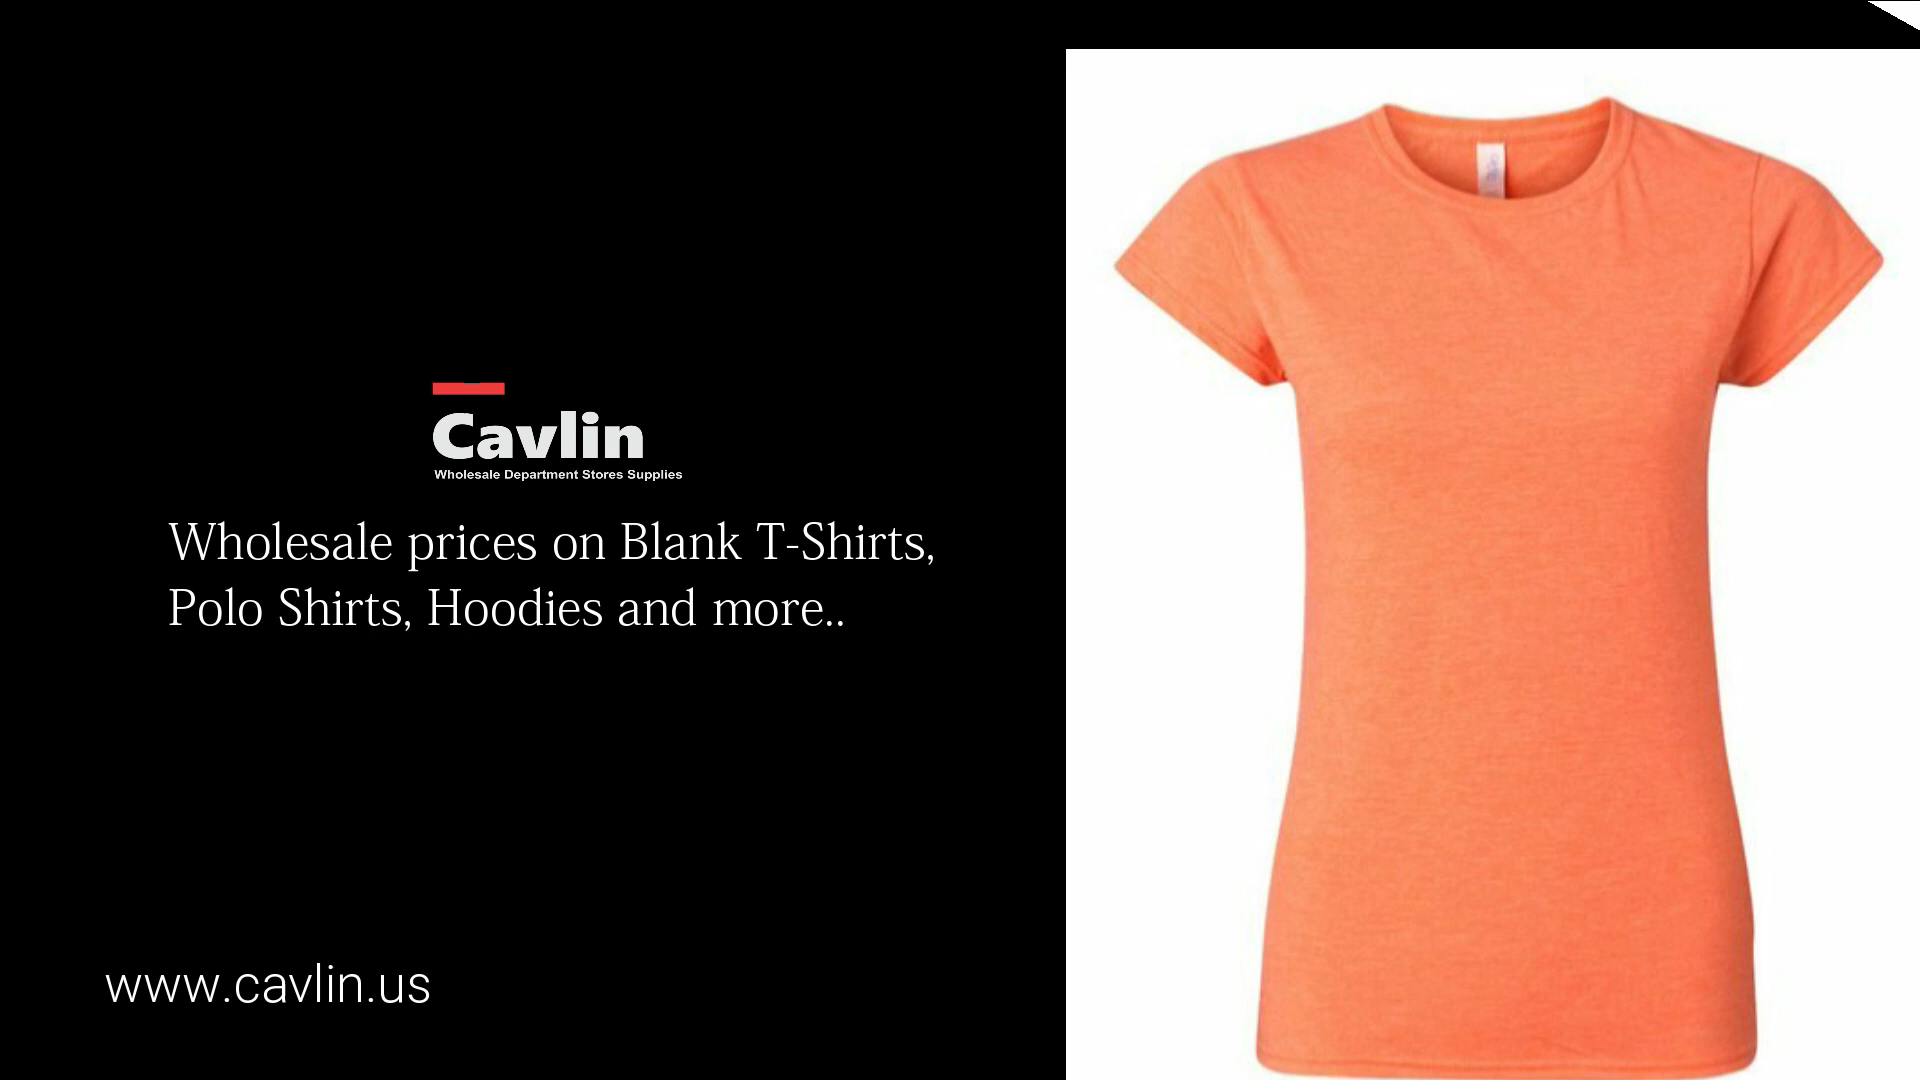 Cavlin
Wholesale Department Stores Supplies
Wholesale prices on Blank T-Shirts,
Polo Shirts, Hoodies and more..
www.cavlin.us